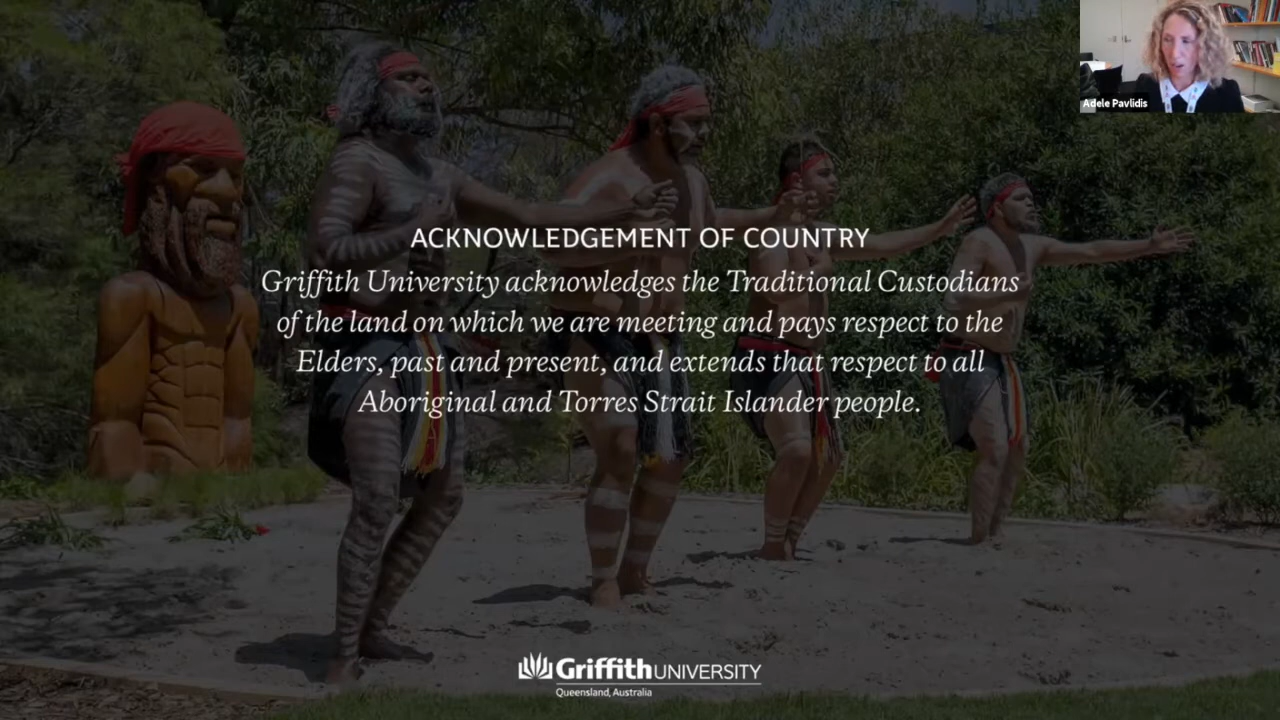 Adele Pavlidis
ACKNOWLEDGEMENT OF COUNTRY
Griffith University acknowledges the Traditional Custodians
of the land on which we are meeting and pays respect to the
Elders, past and present, and extends that respect to all
Aboriginal and Torres Strait Islander people.
Griffith UNIVERSITY
Queensland, Australia